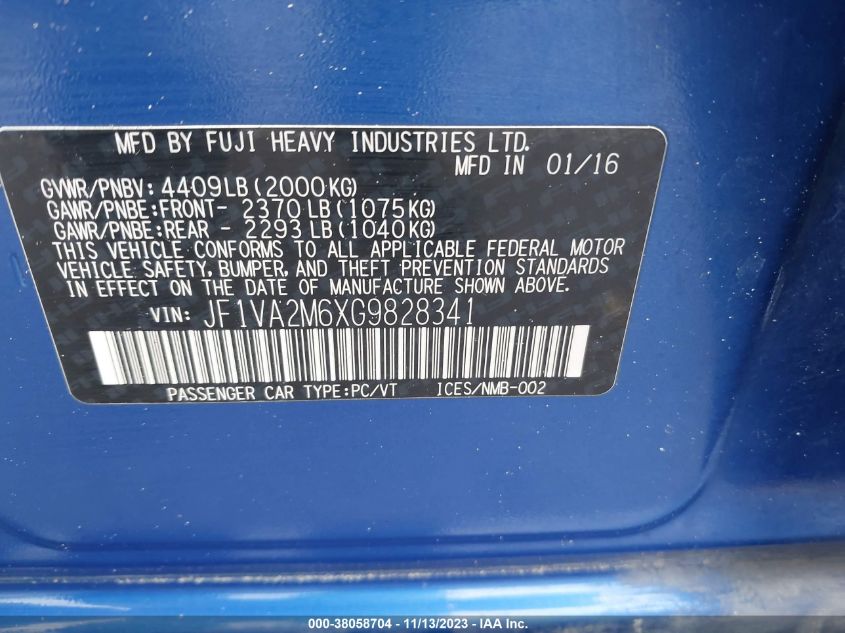 MFD BY FUJI HEAVY INDUSTRIES LTD.
MFD IN 01/16
GVWR/PNBV: 4409LB (2000KG)
GAWR/PNBE:FRONT- 2370 LB (1075KG)
GAWR/PNBE:REAR - 2293 LB (1040KG)
THIS VEHICLE CONFORMS TO ALL APPLICABLE FEDERAL MOTOR
VEHICLE SAFETY, BUMPER, AND THEFT PREVENTION STANDARDS
IN EFFECT ON THE DATE OF MANUFACTURE SHOWN ABOVE.
VIN: JF1VA2M6XG9828341
PASSENGER CAR TYPE:PC/VT ICES/NMB-002
000-38058704 - 11/13/2023 - IAA Inc.